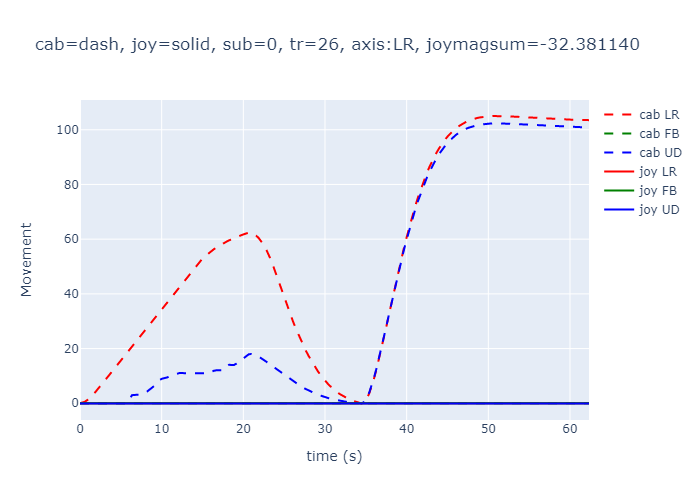 cab=dash, joy=solid, sub=0, tr=26, axis:LR, joymagsum=-32.381140
cab LR
cab FB
cab UD
joy LR
joy FB
joy UD
Movement
100
80
60
40
20
0
0 10 20 30 40 50 60
time (s)